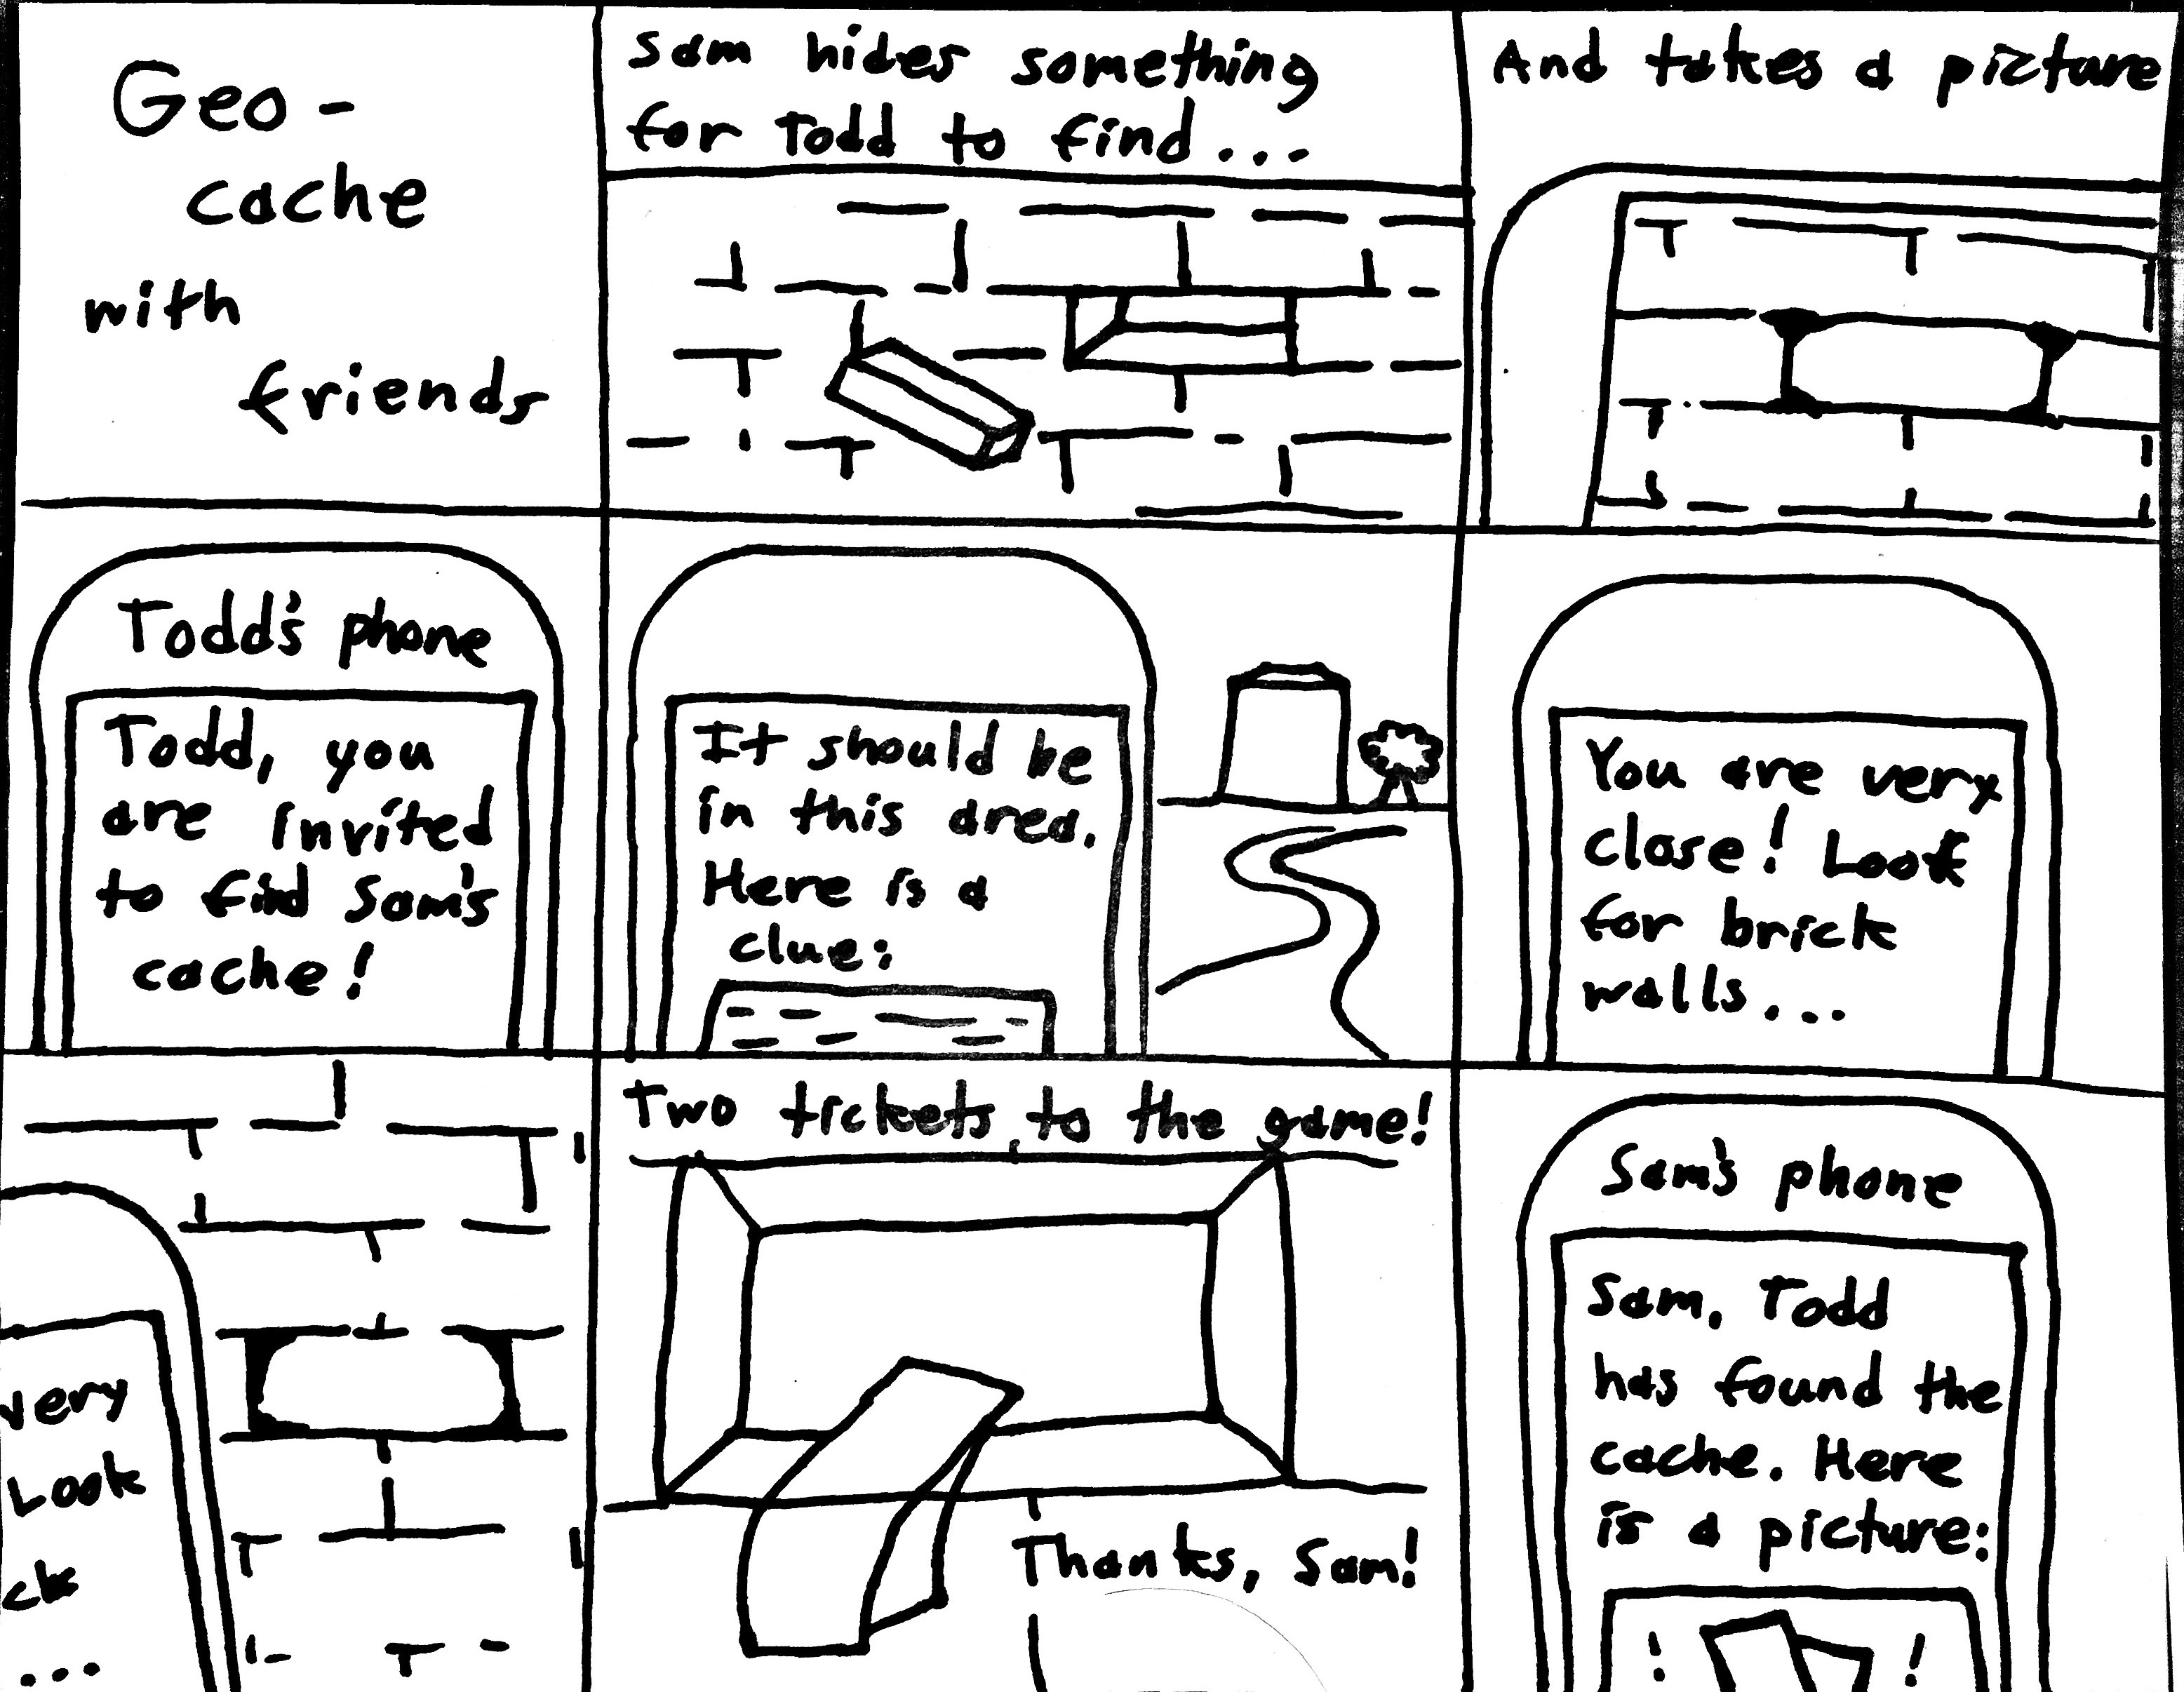 Geo-
cache
with
friends
Sam hides something
for Todd to find...
And takes a picture
Todd's phone
Todd, you
are invited
to find Sam's
cache!
It should be
in this area.
Here is a
clue:
You are very
close! Look
for brick
walls...
very
Look
ck
...
Two tickets to the game!
Thanks, Sam!
Sam's phone
Sam, Todd
has found the
cache. Here
is a picture:
! !